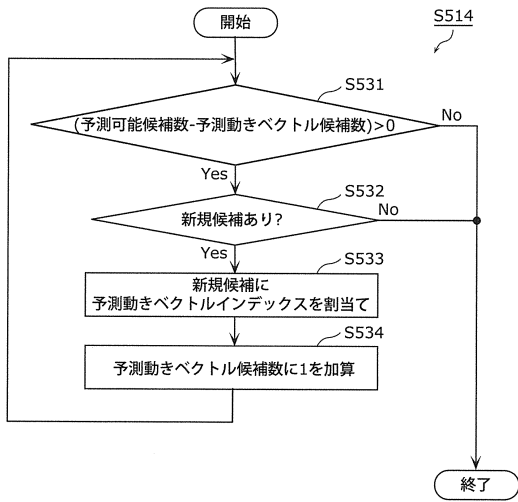 開始
S514
S531
(予測可能候補数-予測動きベクトル候補数)>0
No
Yes
S532
新規候補あり?
No
Yes
S533
新規候補に
予測動きベクトルインデックスを割当て
S534
予測動きベクトル候補数に1を加算
終了